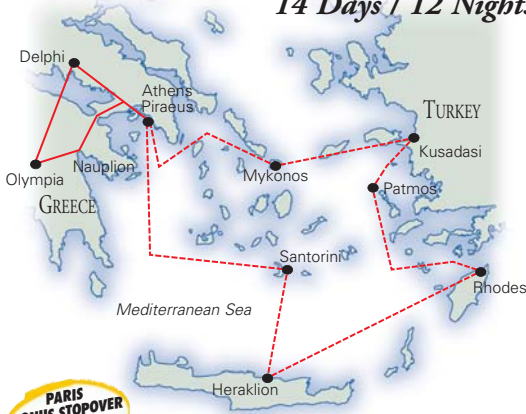 14 Days / 12 Nights
Delphi
Athens
Piraeus
TURKEY
Kusadasi
Nauplion
Mykonos
Olympia
Patmos
GREECE
Santorini
Rhodes
Mediterranean Sea
Heraklion
PARIS
STOPOVER